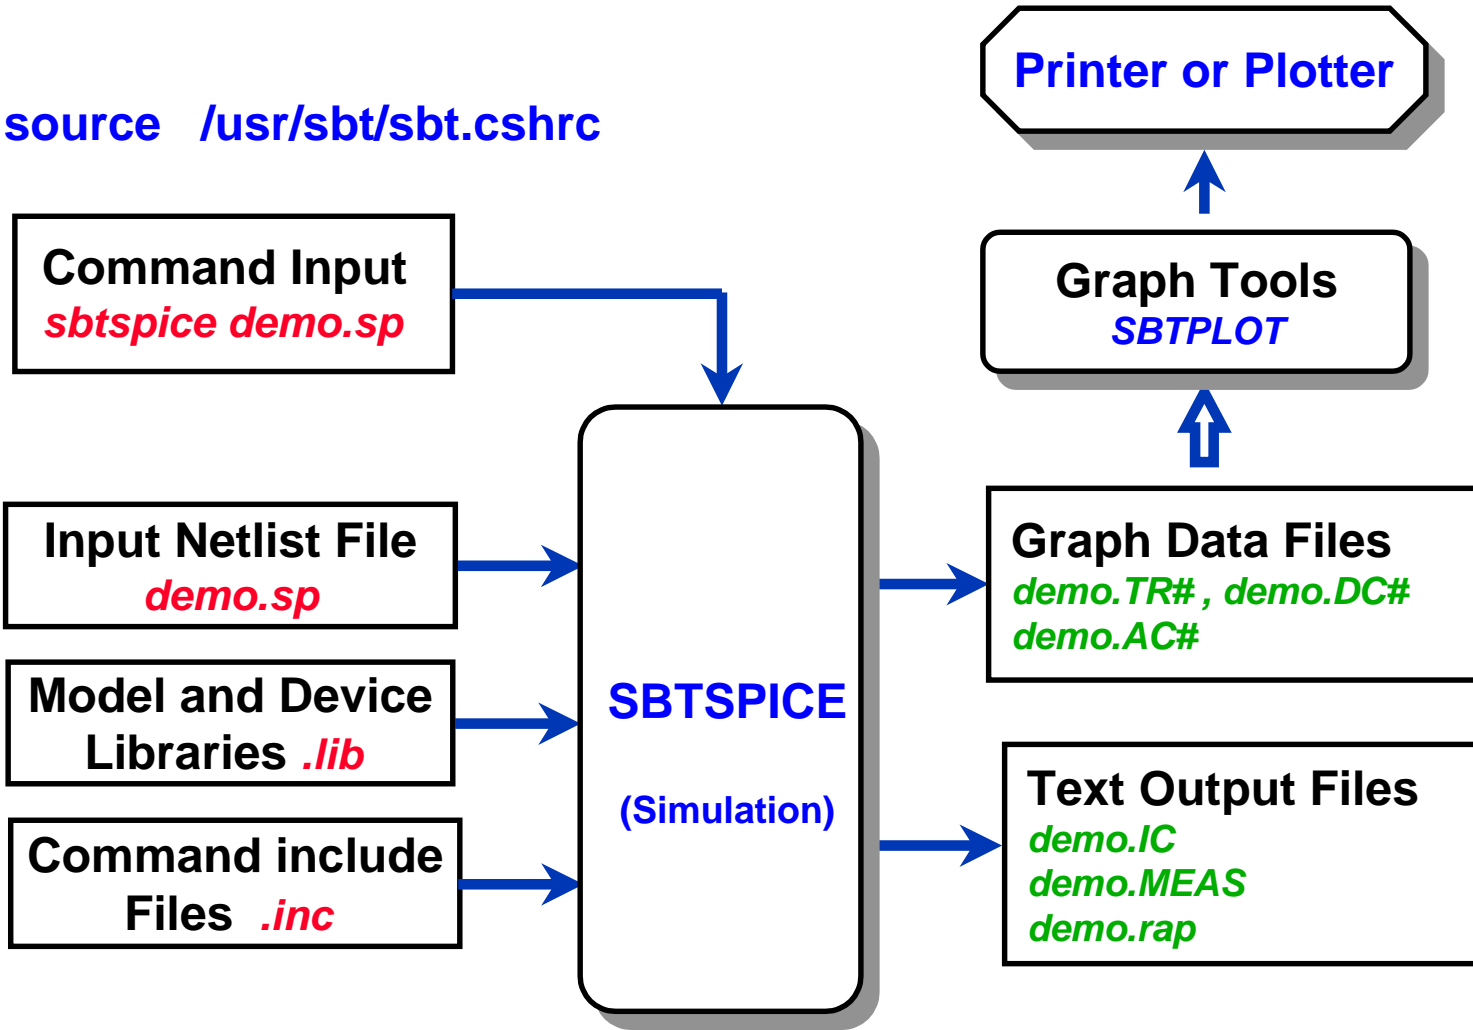 source /usr/sbt/sbt.cshrc
Command Input
sbtspice demo.sp
Input Netlist File
demo.sp
Model and Device
Libraries .lib
Command include
Files .inc
SBTSPICE
(Simulation)
Printer or Plotter
Graph Tools
SBTPLOT
Graph Data Files
demo.TR# , demo.DC#
demo.AC#
Text Output Files
demo.IC
demo.MEAS
demo.rap